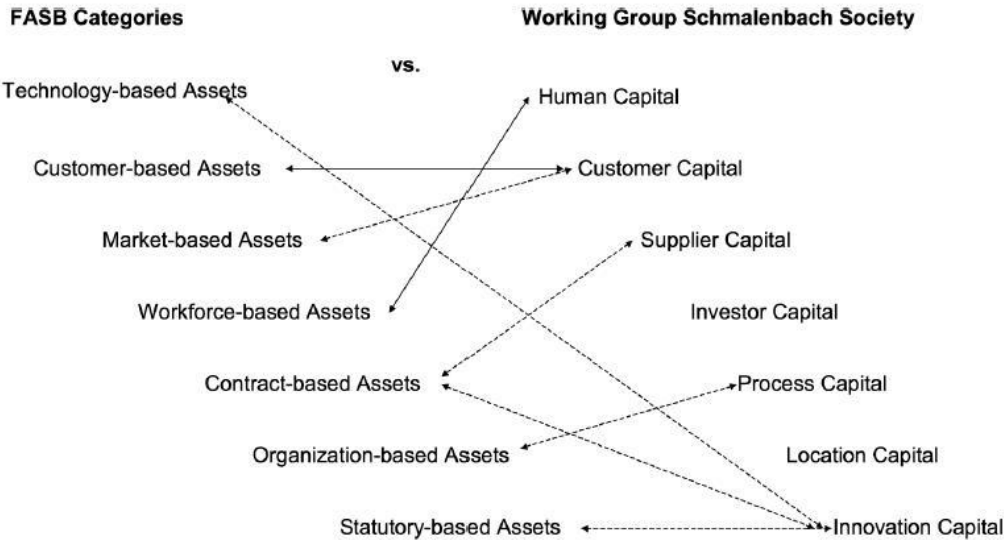 FASB Categories
Working Group Schmalenbach Society
vs.
Technology-based Assets
Human Capital
Customer-based Assets
Customer Capital
Market-based Assets
Supplier Capital
Workforce-based Assets
Investor Capital
Contract-based Assets
Process Capital
Organization-based Assets
Location Capital
Statutory-based Assets
Innovation Capital